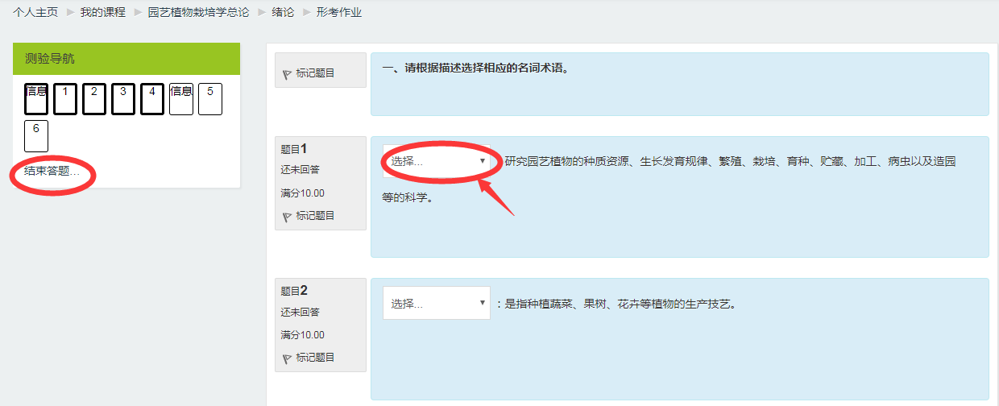 个人主页 ▶ 我的课程 ▶ 园艺植物栽培学总论 ▶ 绪论 ▶ 形考作业
测验导航
信息 1 2 3 4 信息 5
6
结束答题...
标记题目
一、请根据描述选择相应的名词术语。
题目1
还未回答
满分10.00
标记题目
选择... ：研究园艺植物的种质资源、生长发育规律、繁殖、栽培、育种、贮藏、加工、病虫以及造园
等的科学。
题目2
还未回答
满分10.00
标记题目
选择... ：是指种植蔬菜、果树、花卉等植物的生产技艺。